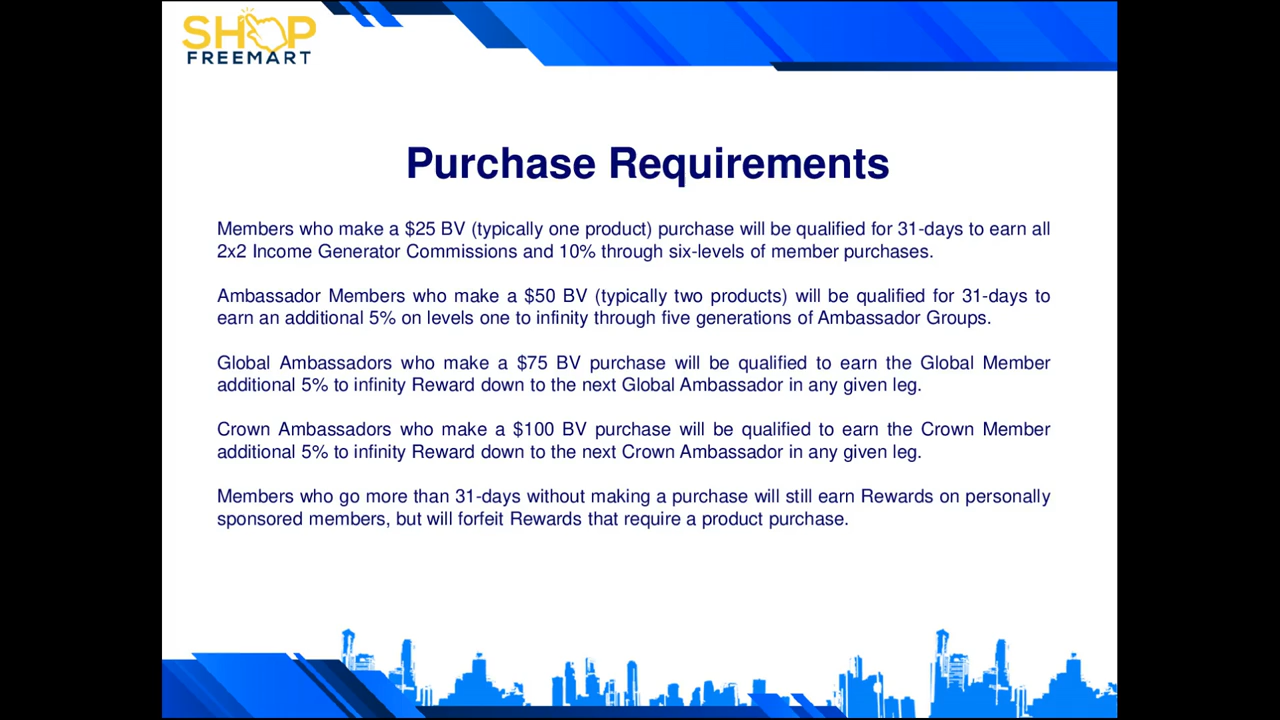 SHOP
FREEMART
Purchase Requirements
Members who make a $25 BV (typically one product) purchase will be qualified for 31-days to earn all
2x2 Income Generator Commissions and 10% through six-levels of member purchases.
Ambassador Members who make a $50 BV (typically two products) will be qualified for 31-days to
earn an additional 5% on levels one to infinity through five generations of Ambassador Groups.
Global Ambassadors who make a $75 BV purchase will be qualified to earn the Global Member
additional 5% to infinity Reward down to the next Global Ambassador in any given leg.
Crown Ambassadors who make a $100 BV purchase will be qualified to earn the Crown Member
additional 5% to infinity Reward down to the next Crown Ambassador in any given leg.
Members who go more than 31-days without making a purchase will still earn Rewards on personally
sponsored members, but will forfeit Rewards that require a product purchase.